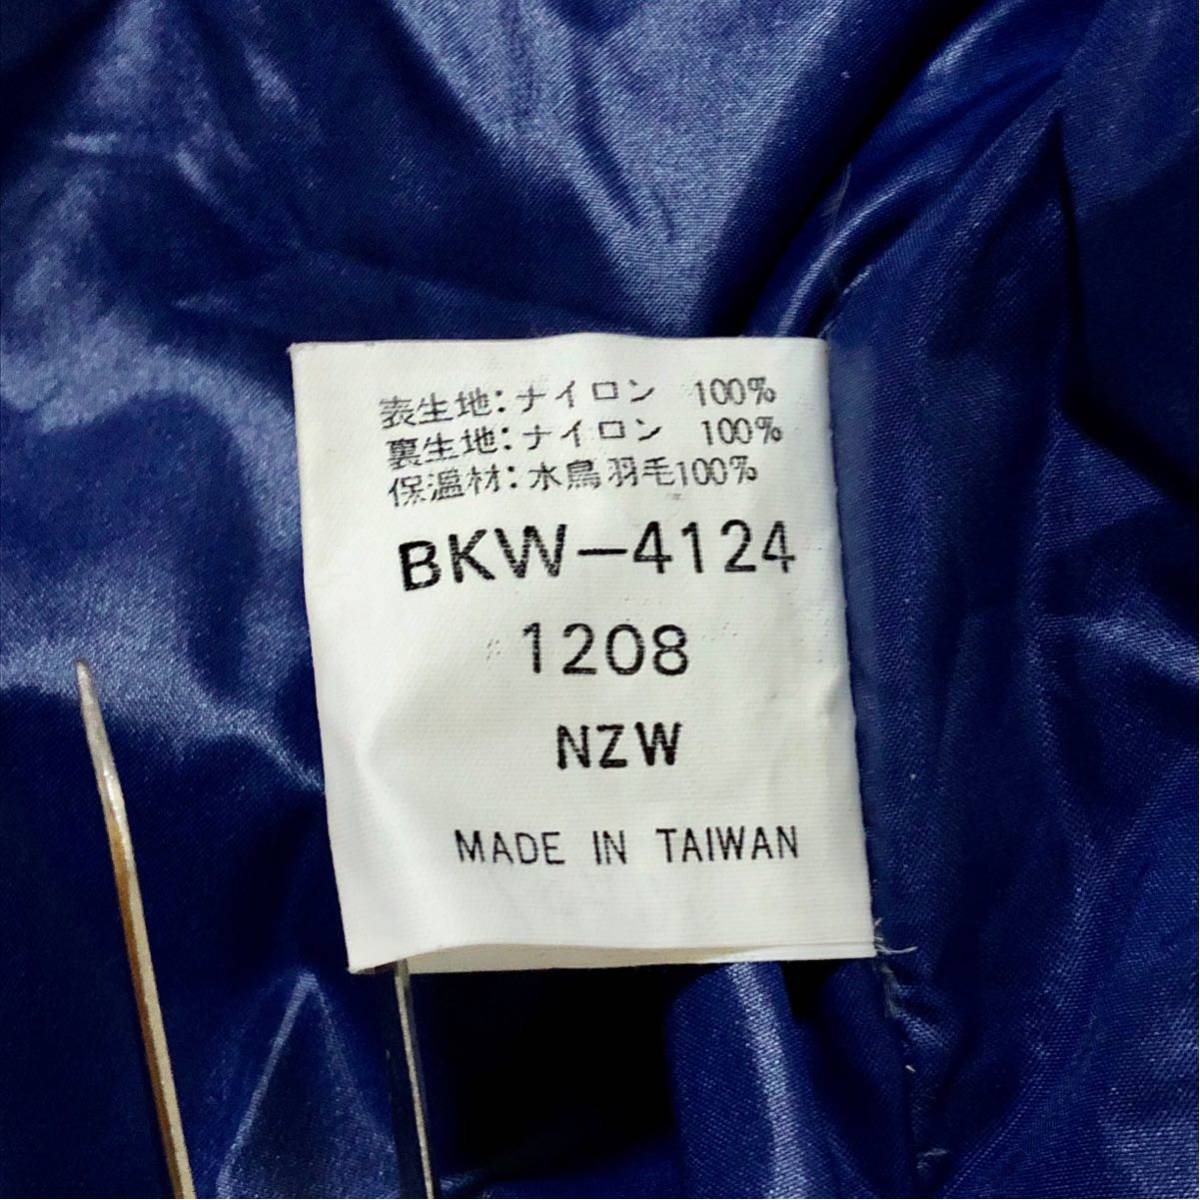 表生地:ナイロン 100%
裏生地:ナイロン 100%
保温材:水鳥羽毛100%
BKW-4124
1208
NZW
MADE IN TAIWAN